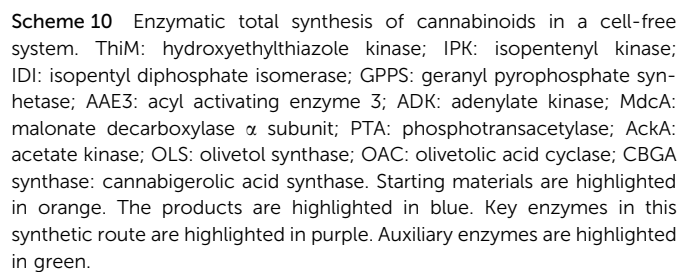 Scheme 10 Enzymatic total synthesis of cannabinoids in a cell-free
system. ThiM: hydroxyethylthiazole kinase; IPK: isopentenyl kinase;
IDI: isopentyl diphosphate isomerase; GPPS: geranyl pyrophosphate syn-
hetase; AAE3: acyl activating enzyme 3; ADK: adenylate kinase; MdcA:
malonate decarboxylase α subunit; PTA: phosphotransacetylase; AckA:
acetate kinase; OLS: olivetol synthase; OAC: olivetolic acid cyclase; CBGA
synthase: cannabigerolic acid synthase. Starting materials are highlighted
in orange. The products are highlighted in blue. Key enzymes in this
synthetic route are highlighted in purple. Auxiliary enzymes are highlighted
in green.